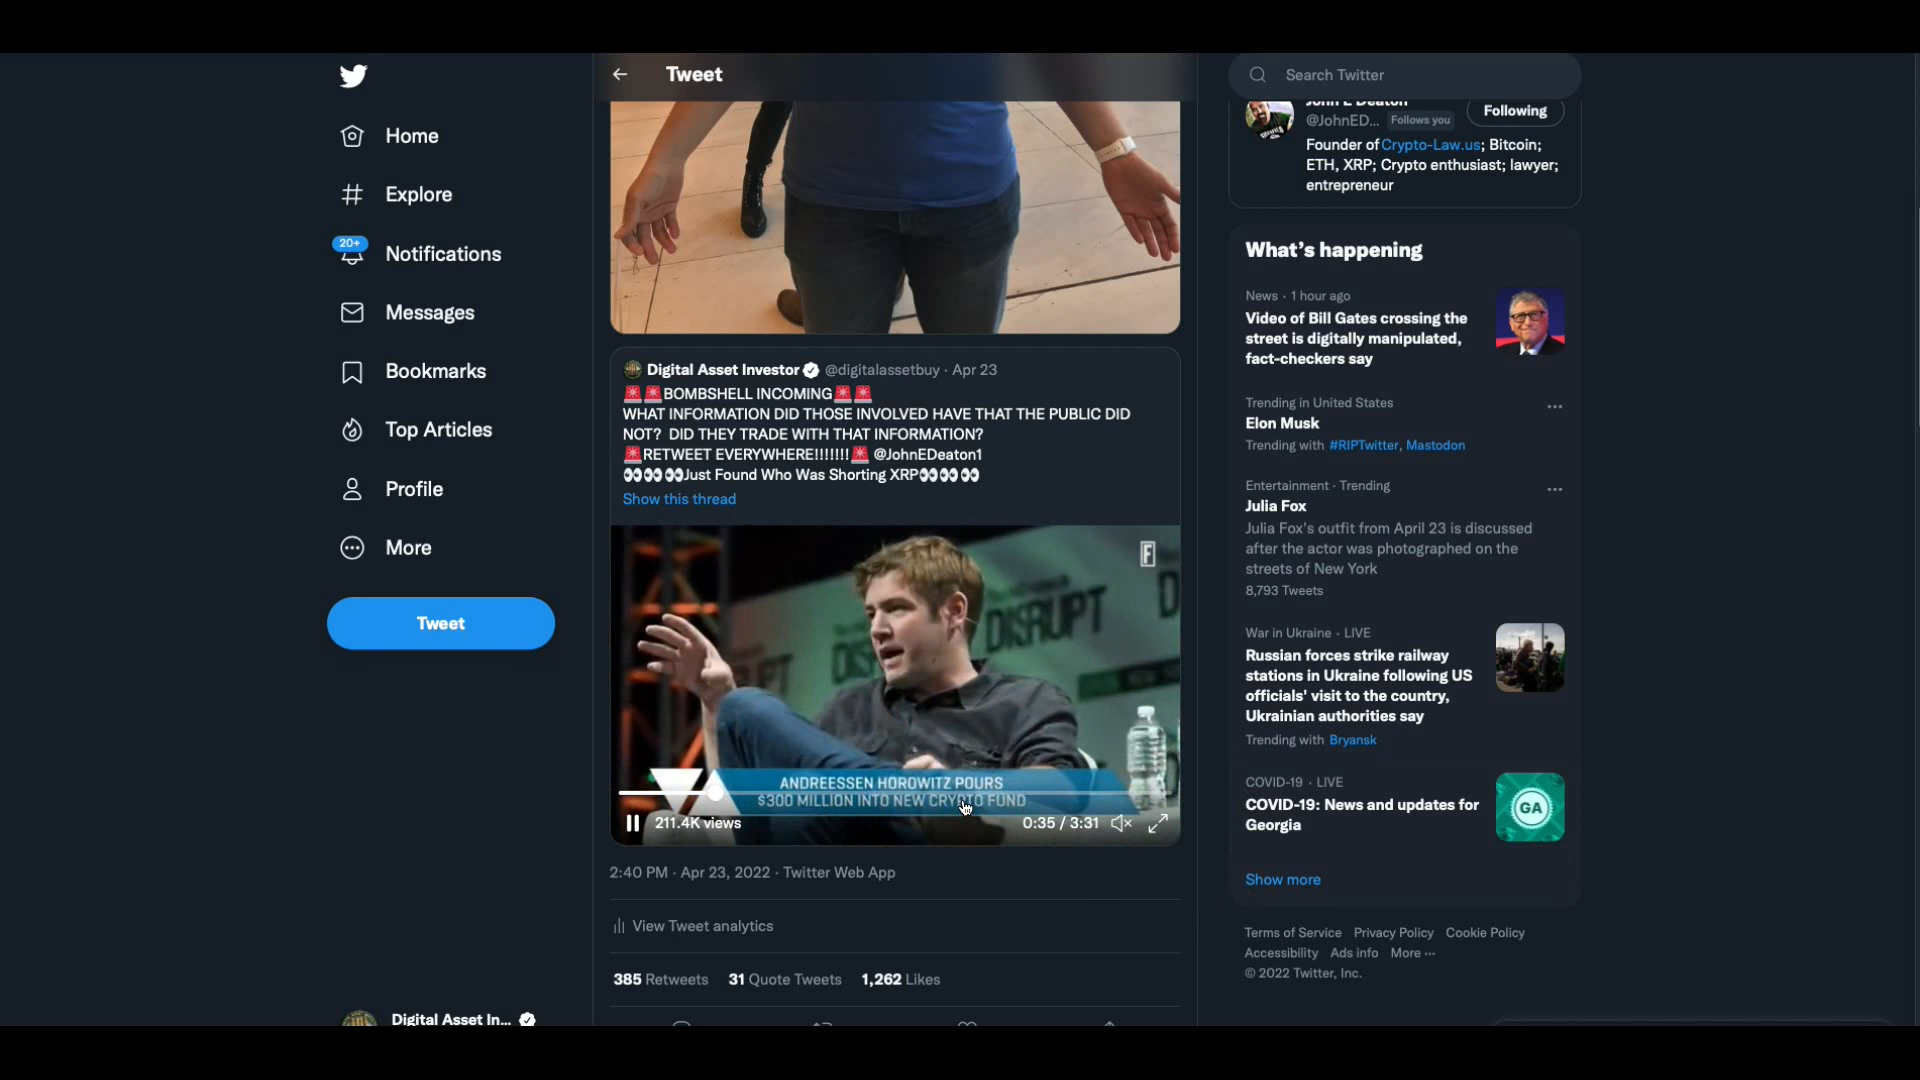 Home
Explore
20+
Notifications
Messages
Bookmarks
Top Articles
Profile
More
Tweet
Digital Asset In...
Tweet
Digital Asset Investor @digitalassetbuy · Apr 23
🚨🚨BOMBSHELL INCOMING🚨🚨
WHAT INFORMATION DID THOSE INVOLVED HAVE THAT THE PUBLIC DID
NOT? DID THEY TRADE WITH THAT INFORMATION?
🚨RETWEET EVERYWHERE!!!!!!!🚨 @JohnEDeaton1
👀👀👀Just Found Who Was Shorting XRP👀👀👀
Show this thread
F
DISRUPT
DISRUPT
D
ANDREESSEN HOROWITZ POURS
$300 MILLION INTO NEW CRYPTO FUND
211.4K views
0:35 / 3:31
2:40 PM · Apr 23, 2022 · Twitter Web App
View Tweet analytics
385 Retweets 31 Quote Tweets 1,262 Likes
Search Twitter
John E Deaton
@JohnED... Follows you
Following
Founder of Crypto-Law.us; Bitcoin;
ETH, XRP; Crypto enthusiast; lawyer;
entrepreneur
What's happening
News · 1 hour ago
Video of Bill Gates crossing the
street is digitally manipulated,
fact-checkers say
Trending in United States
Elon Musk
Trending with #RIPTwitter, Mastodon
Entertainment · Trending
Julia Fox
Julia Fox's outfit from April 23 is discussed
after the actor was photographed on the
streets of New York
8,793 Tweets
War in Ukraine · LIVE
Russian forces strike railway
stations in Ukraine following US
officials' visit to the country,
Ukrainian authorities say
Trending with Bryansk
COVID-19 · LIVE
COVID-19: News and updates for
Georgia
GA
Show more
Terms of Service Privacy Policy Cookie Policy
Accessibility Ads info More ···
© 2022 Twitter, Inc.